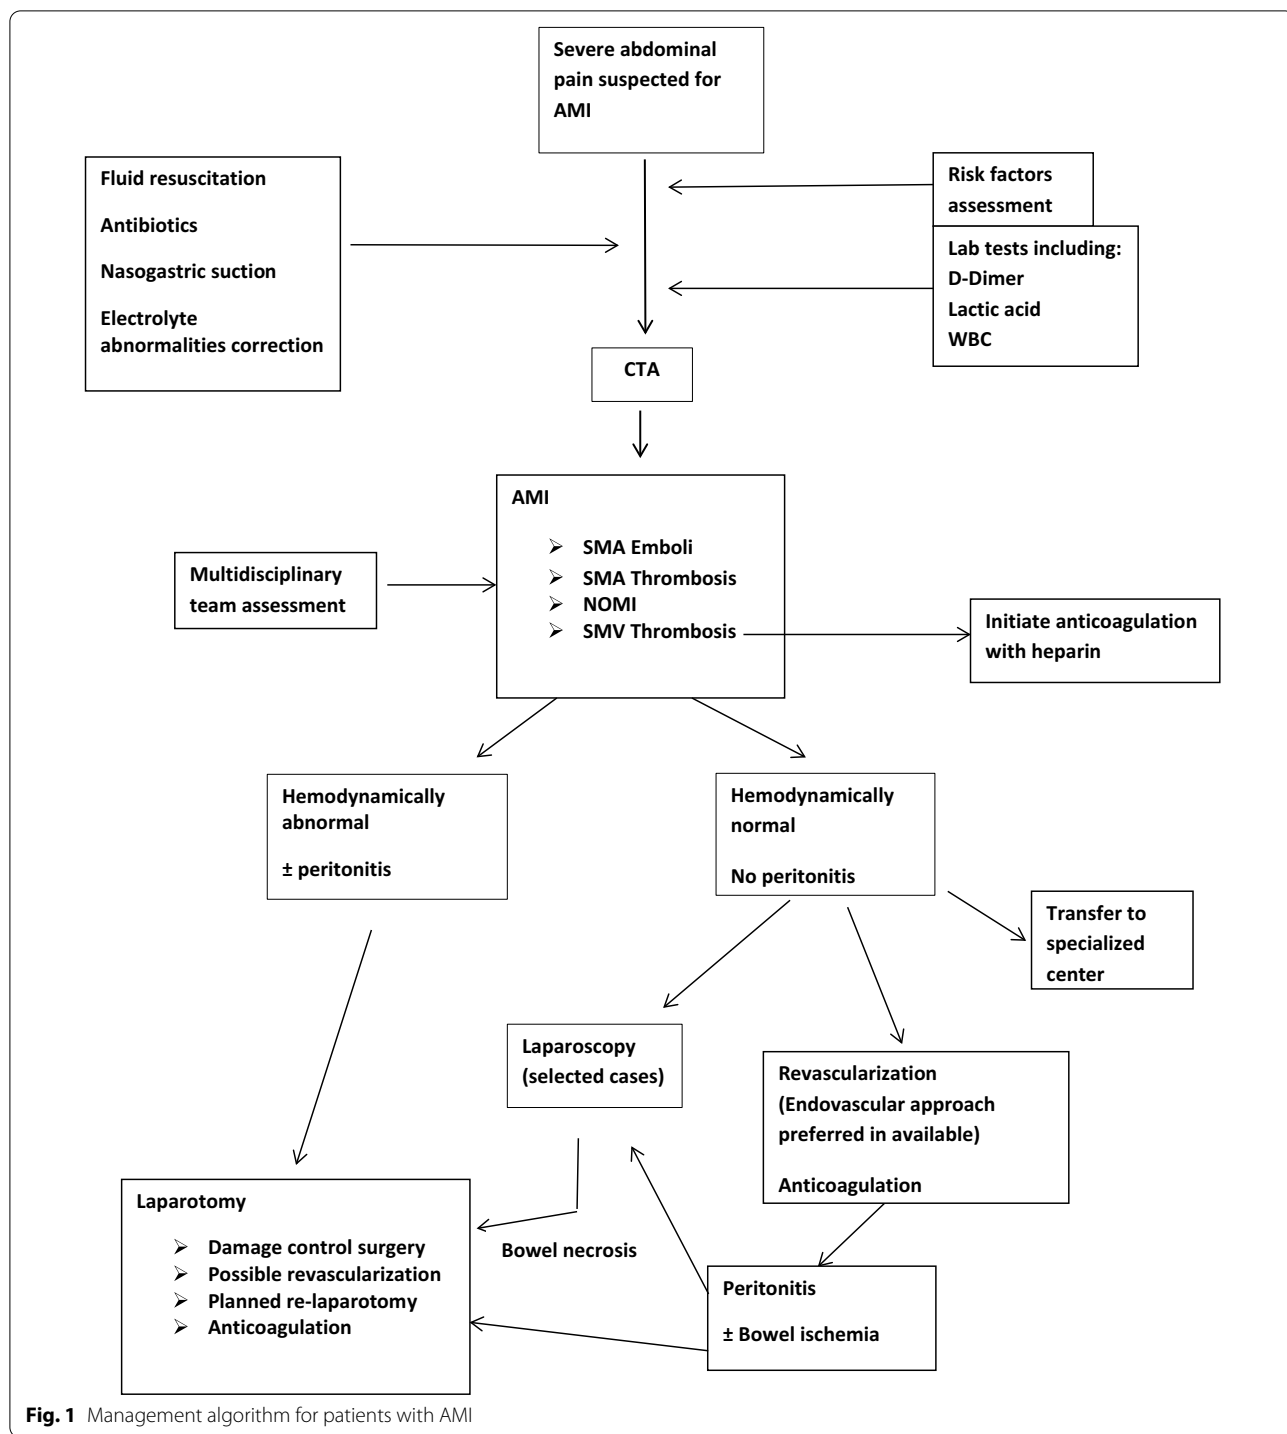 Severe abdominal
pain suspected for
AMI
Fluid resuscitation
Antibiotics
Nasogastric suction
Electrolyte
abnormalities correction
Risk factors
assessment
Lab tests including:
D-Dimer
Lactic acid
WBC
CTA
AMI
➢ SMA Emboli
➢ SMA Thrombosis
➢ NOMI
➢ SMV Thrombosis
Multidisciplinary
team assessment
Initiate anticoagulation
with heparin
Hemodynamically
abnormal
± peritonitis
Hemodynamically
normal
No peritonitis
Transfer to
specialized
center
Laparoscopy
(selected cases)
Revascularization
(Endovascular approach
preferred in available)
Anticoagulation
Laparotomy
➢ Damage control surgery
➢ Possible revascularization
➢ Planned re-laparotomy
➢ Anticoagulation
Bowel necrosis
Peritonitis
± Bowel ischemia
Fig. 1 Management algorithm for patients with AMI